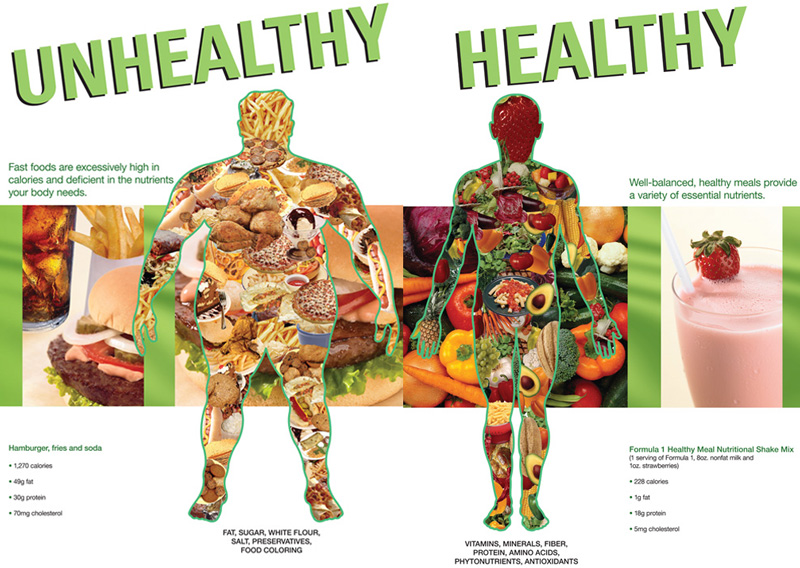 UNHEALTHY
Fast foods are excessively high in
calories and deficient in the nutrients
your body needs.
Hamburger, fries and soda
• 1,270 calories
• 49g fat
• 30g protein
• 70mg cholesterol
FAT, SUGAR, WHITE FLOUR,
SALT, PRESERVATIVES,
FOOD COLORING
HEALTHY
Well-balanced, healthy meals provide
a variety of essential nutrients.
Formula 1 Healthy Meal Nutritional Shake Mix
(1 serving of Formula 1, 8oz. nonfat milk and
1oz. strawberries)
• 228 calories
• 1g fat
• 18g protein
• 5mg cholesterol
VITAMINS, MINERALS, FIBER,
PROTEIN, AMINO ACIDS,
PHYTONUTRIENTS, ANTIOXIDANTS